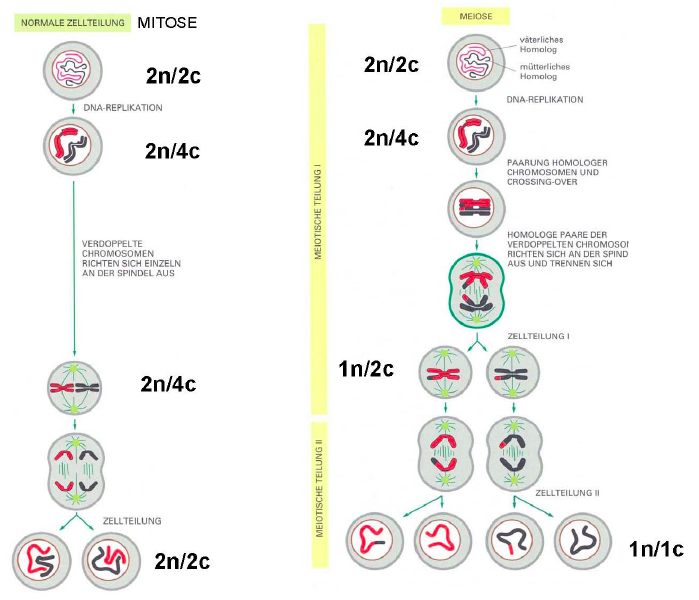 NORMALE ZELLTEILUNG MITOSE
2n/2c
DNA-REPLIKATION
2n/4c
VERDOPPELTE
CHROMOSOMEN
RICHTEN SICH EINZELN
AN DER SPINDEL AUS
2n/4c
ZELLTEILUNG
2n/2c
MEIOSE
väterliches
Homolog
mütterliches
Homolog
2n/2c
DNA-REPLIKATION
2n/4c
PAARUNG HOMOLOGER
CHROMOSOMEN UND
CROSSING-OVER
MEIOTISCHE TEILUNG I
HOMOLOGE PAARE DER
VERDOPPELTEN CHROMOSOM
RICHTEN SICH AN DER SPIND
AUS UND TRENNEN SICH
ZELLTEILUNG I
1n/2c
MEIOTISCHE TEILUNG II
ZELLTEILUNG II
1n/1c